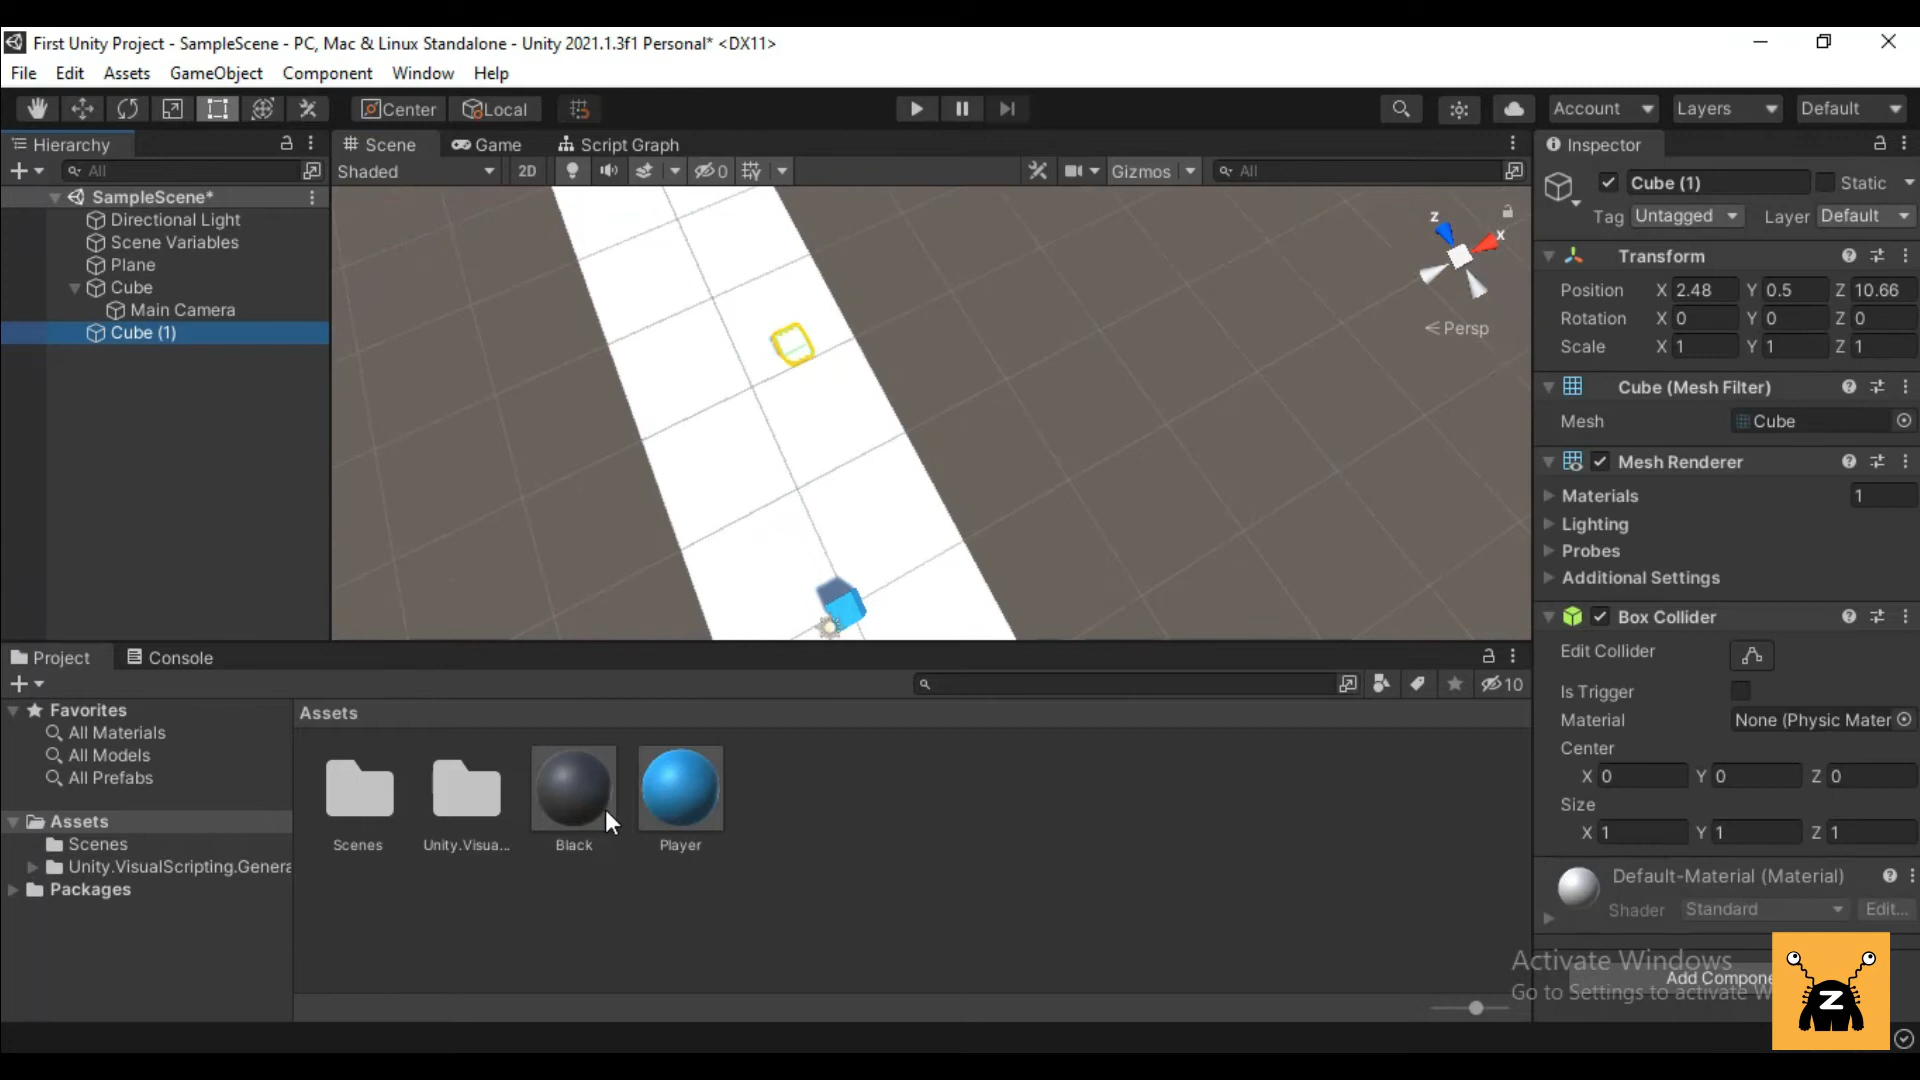 First Unity Project - SampleScene - PC, Mac & Linux Standalone - Unity 2021.1.3f1 Personal* <DX11>
File Edit Assets GameObject Component Window Help
Center Local Account Layers Default
Hierarchy Scene Game Script Graph Inspector
All Shaded 2D 0 Gizmos All
Cube (1) Static
Tag Untagged Layer Default
SampleScene*
Directional Light
Scene Variables
Plane
Cube
Main Camera
Cube (1)
z x
Persp
Transform
Position X 2.48 Y 0.5 Z 10.66
Rotation X 0 Y 0 Z 0
Scale X 1 Y 1 Z 1
Cube (Mesh Filter)
Mesh Cube
Mesh Renderer
Materials 1
Lighting
Probes
Additional Settings
Box Collider
Edit Collider
Is Trigger
Material None (Physic Mater
Center
X 0 Y 0 Z 0
Size
X 1 Y 1 Z 1
Default-Material (Material)
Shader Standard Edit...
Add Compone
Project Console
10
Favorites
All Materials
All Models
All Prefabs
Assets
Scenes
Unity.VisualScripting.Genera
Packages
Assets
Scenes Unity.Visua... Black Player
Activate Windows
Go to Settings to activate W
Z